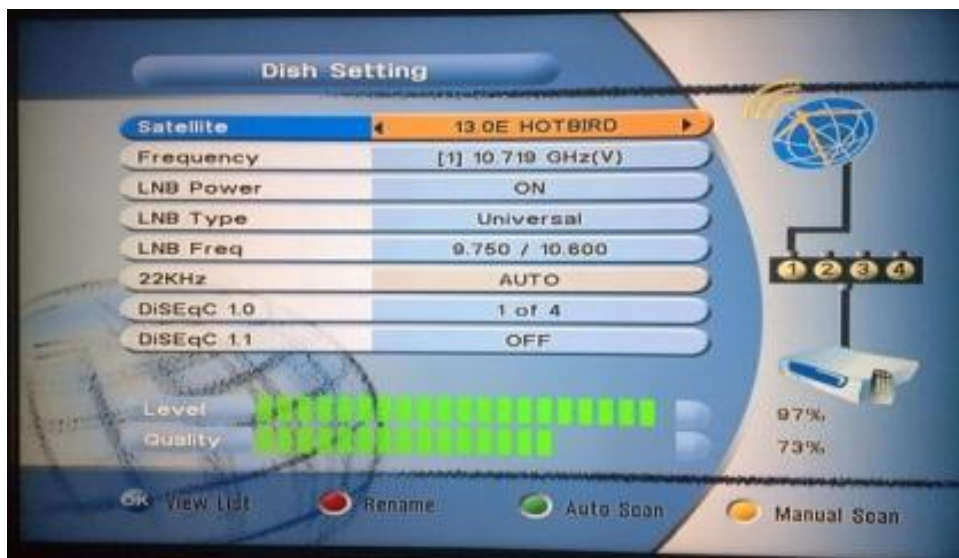 Dish Setting
Satellite 13.0E HOTBIRD
Frequency [1] 10.719 GHz(V)
LNB Power ON
LNB Type Universal
LNB Freq 9.750 / 10.600
22KHz AUTO
DiSEqC 1.0 1 of 4
DiSEqC 1.1 OFF
1 2 3 4
Level 97%
Quality 73%
OK View List Rename Auto Scan Manual Scan